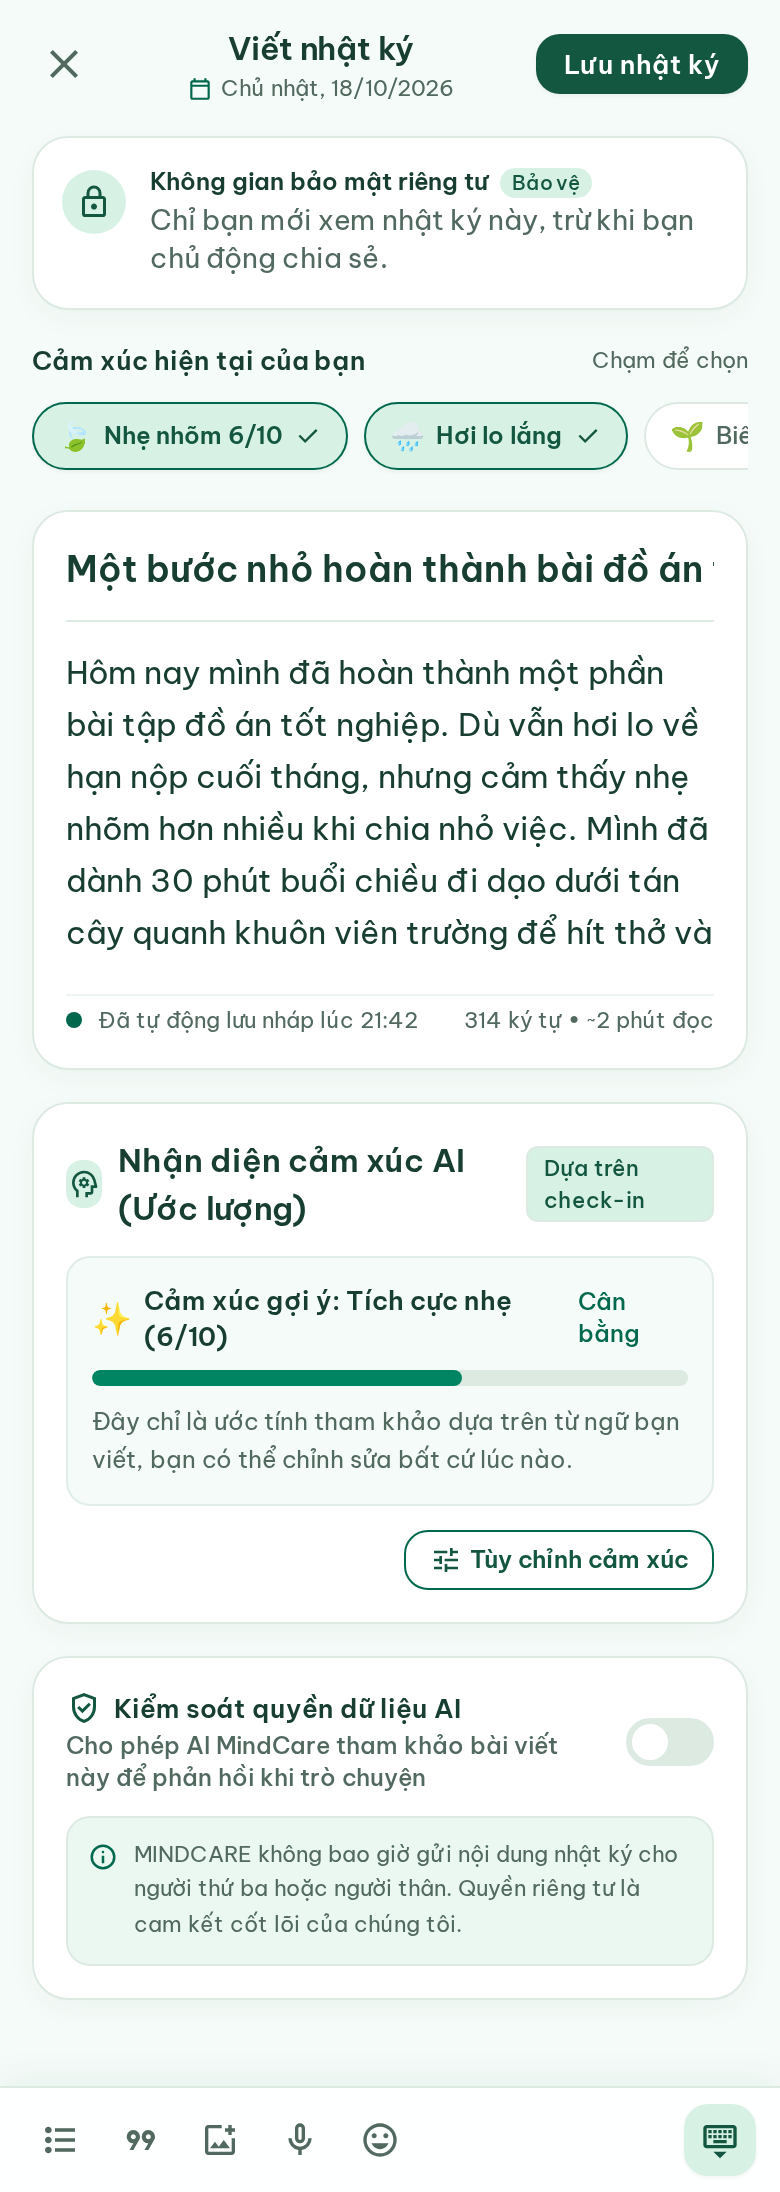 Viết nhật ký
Chủ nhật, 18/10/2026
Lưu nhật ký
Không gian bảo mật riêng tư
Bảo vệ
Chỉ bạn mới xem nhật ký này, trừ khi bạn
chủ động chia sẻ.
Cảm xúc hiện tại của bạn
Chạm để chọn
Nhẹ nhõm 6/10
Hơi lo lắng
Một bước nhỏ hoàn thành bài đồ án
Hôm nay mình đã hoàn thành một phần
bài tập đồ án tốt nghiệp. Dù vẫn hơi lo về
hạn nộp cuối tháng, nhưng cảm thấy nhẹ
nhõm hơn nhiều khi chia nhỏ việc. Mình đã
dành 30 phút buổi chiều đi dạo dưới tán
cây quanh khuôn viên trường để hít thở và
Đã tự động lưu nháp lúc 21:42
314 ký tự • ~2 phút đọc
Nhận diện cảm xúc AI
(Ước lượng)
Dựa trên
check-in
Cảm xúc gợi ý: Tích cực nhẹ
(6/10)
Cân
bằng
Đây chỉ là ước tính tham khảo dựa trên từ ngữ bạn
viết, bạn có thể chỉnh sửa bất cứ lúc nào.
Tùy chỉnh cảm xúc
Kiểm soát quyền dữ liệu AI
Cho phép AI MindCare tham khảo bài viết
này để phản hồi khi trò chuyện
MINDCARE không bao giờ gửi nội dung nhật ký cho
người thứ ba hoặc người thân. Quyền riêng tư là
cam kết cốt lõi của chúng tôi.